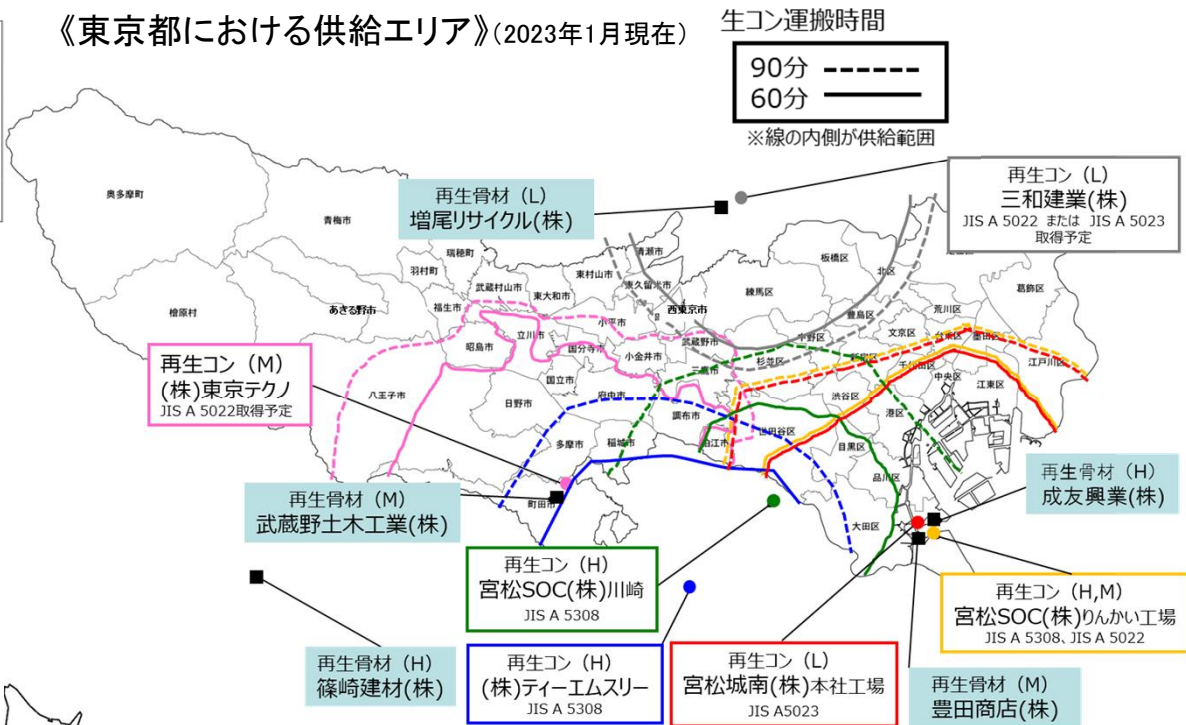 《東京都における供給エリア》(2023年1月現在)
生コン運搬時間
90分
60分
※線の内側が供給範囲
再生コン (L)
三和建業(株)
JIS A 5022 または JIS A 5023
取得予定
再生骨材 (L)
増尾リサイクル(株)
奥多摩町
青梅市
瑞穂町
羽村町
武蔵村山市
東大和市
東村山市
清瀬市
東久留米市
西東京市
練馬区
板橋区
北区
葛飾区
檜原村
あきる野市
福生市
昭島市
立川市
小平市
国分寺市
小金井市
武蔵野市
三鷹市
杉並区
中野区
豊島区
文京区
荒川区
台東区
墨田区
江戸川区
新宿区
千代田区
中央区
江東区
八王子市
日野市
国立市
府中市
調布市
狛江市
世田谷区
渋谷区
港区
目黒区
品川区
多摩市
稲城市
町田市
大田区
再生コン (M)
(株)東京テクノ
JIS A 5022取得予定
再生骨材 (M)
武蔵野土木工業(株)
再生骨材 (H)
成友興業(株)
再生コン (H)
宮松SOC(株)川崎
JIS A 5308
再生コン (H,M)
宮松SOC(株)りんかい工場
JIS A 5308、JIS A 5022
再生骨材 (H)
篠崎建材(株)
再生コン (H)
(株)ティーエムスリー
JIS A 5308
再生コン (L)
宮松城南(株)本社工場
JIS A5023
再生骨材 (M)
豊田商店(株)